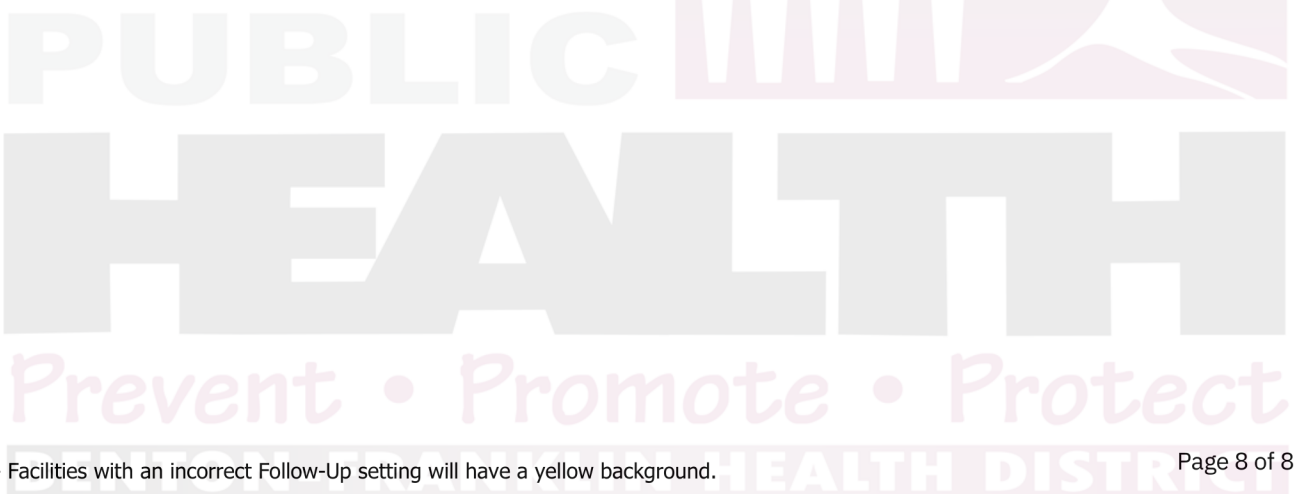 PUBLIC
HEALTH
Prevent • Promote • Protect
BENTON-FRANKLIN HEALTH DISTRICT
Facilities with an incorrect Follow-Up setting will have a yellow background.
Page 8 of 8